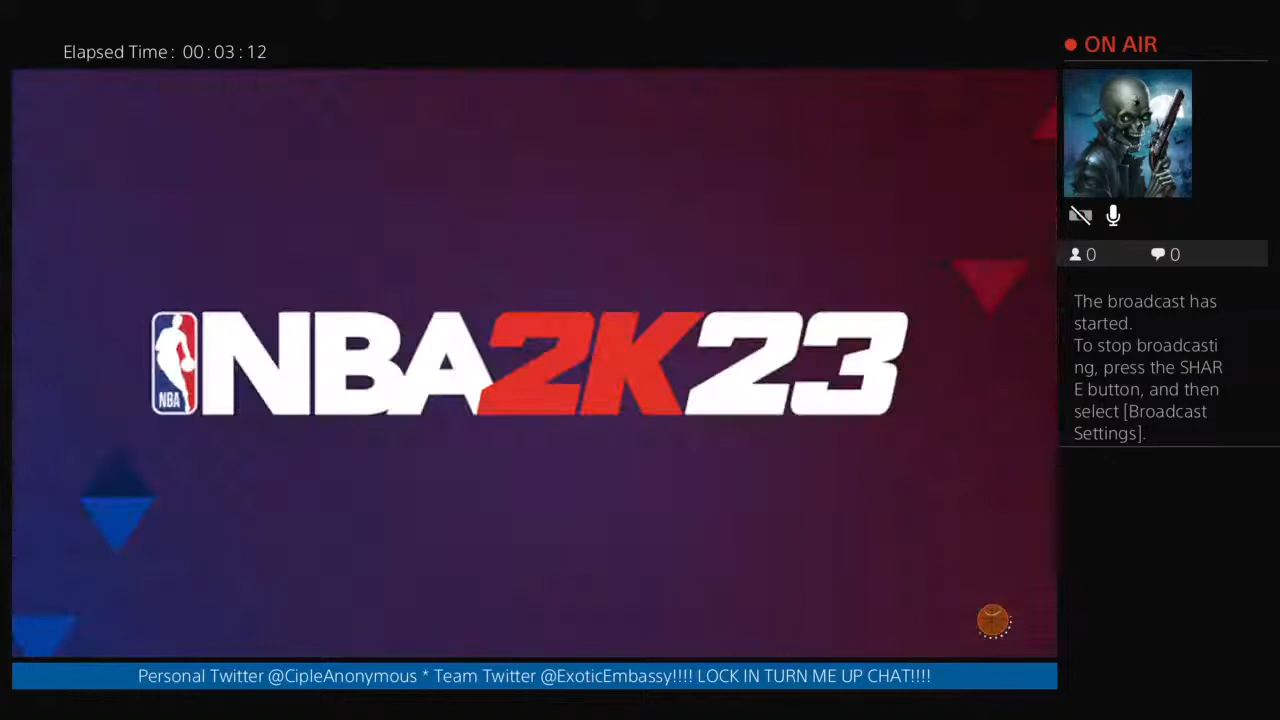 Elapsed Time: 00:03:12
ON AIR
0 0
The broadcast has
started.
To stop broadcasti
ng, press the SHAR
E button, and then
select [Broadcast
Settings].
NBA 2K23
NBA
Personal Twitter @CipleAnonymous * Team Twitter @ExoticEmbassy!!!! LOCK IN TURN ME UP CHAT!!!!